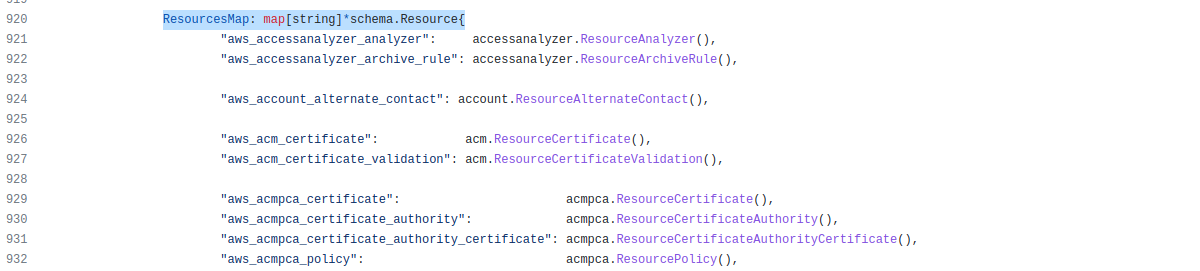 920 ResourcesMap: map[string]*schema.Resource{
921 "aws_accessanalyzer_analyzer": accessanalyzer.ResourceAnalyzer(),
922 "aws_accessanalyzer_archive_rule": accessanalyzer.ResourceArchiveRule(),
923
924 "aws_account_alternate_contact": account.ResourceAlternateContact(),
925
926 "aws_acm_certificate": acm.ResourceCertificate(),
927 "aws_acm_certificate_validation": acm.ResourceCertificateValidation(),
928
929 "aws_acmpca_certificate": acmpca.ResourceCertificate(),
930 "aws_acmpca_certificate_authority": acmpca.ResourceCertificateAuthority(),
931 "aws_acmpca_certificate_authority_certificate": acmpca.ResourceCertificateAuthorityCertificate(),
932 "aws_acmpca_policy": acmpca.ResourcePolicy(),